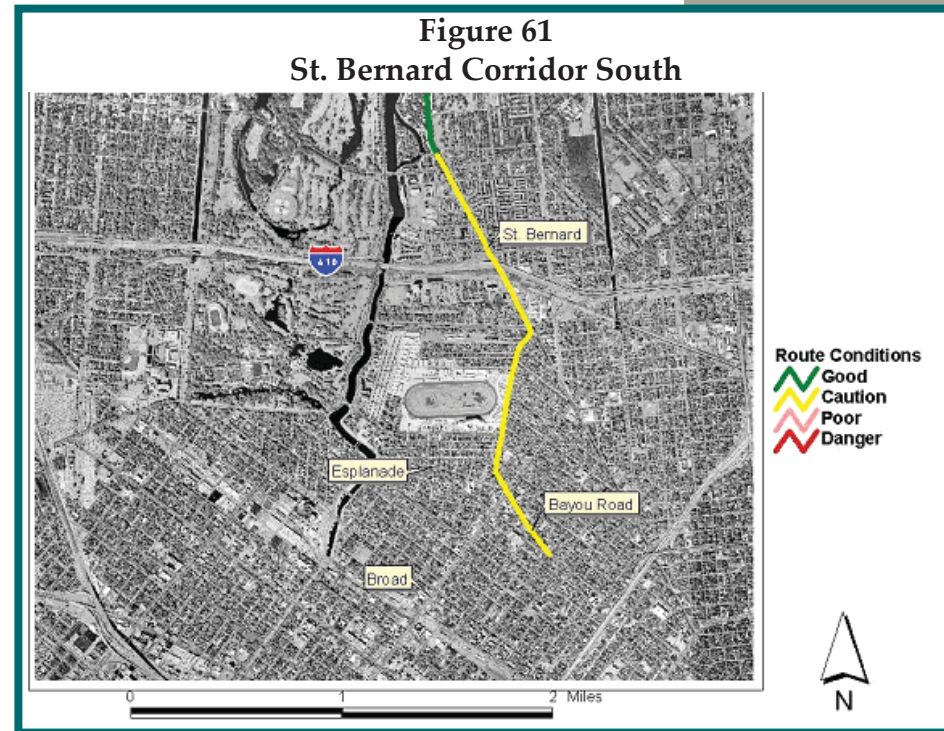 Figure 61
St. Bernard Corridor South
St. Bernard
610
Esplanade
Bayou Road
Broad
Route Conditions
Good
Caution
Poor
Danger
0 1 2 Miles
N